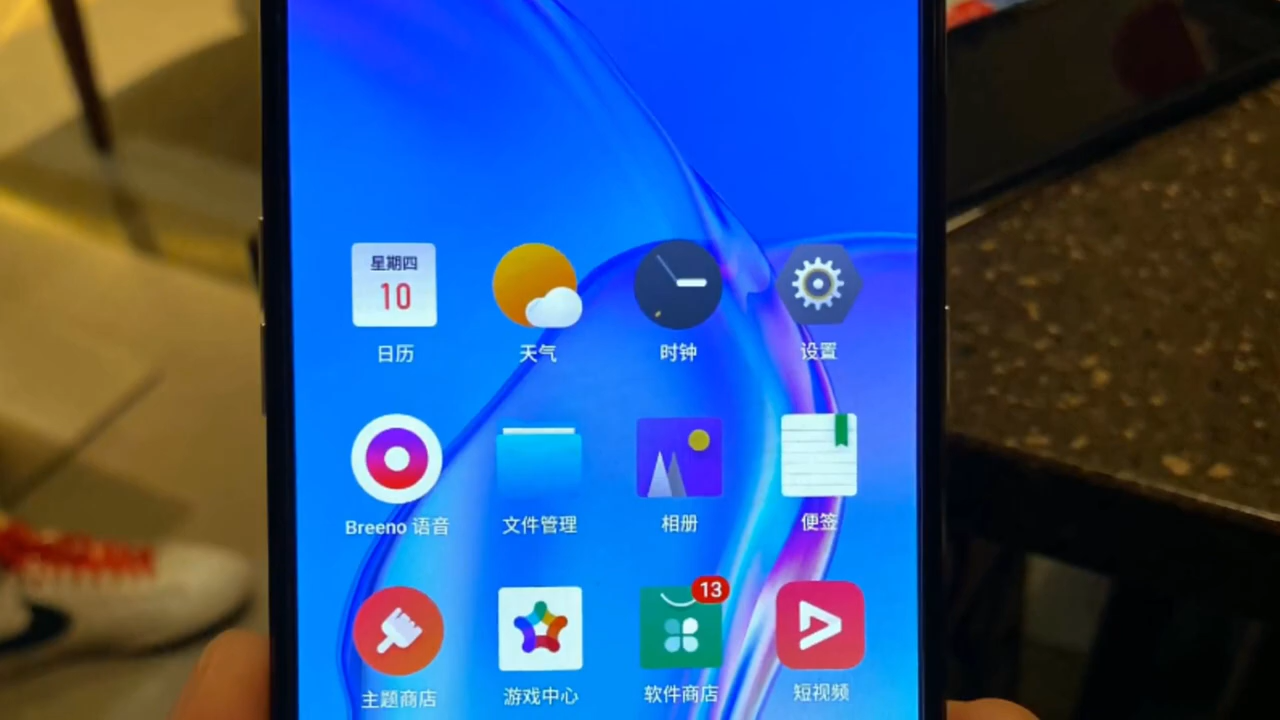 星期四
10
日历
天气
时钟
设置
Breeno 语音
文件管理
相册
便签
13
主题商店
游戏中心
软件商店
短视频